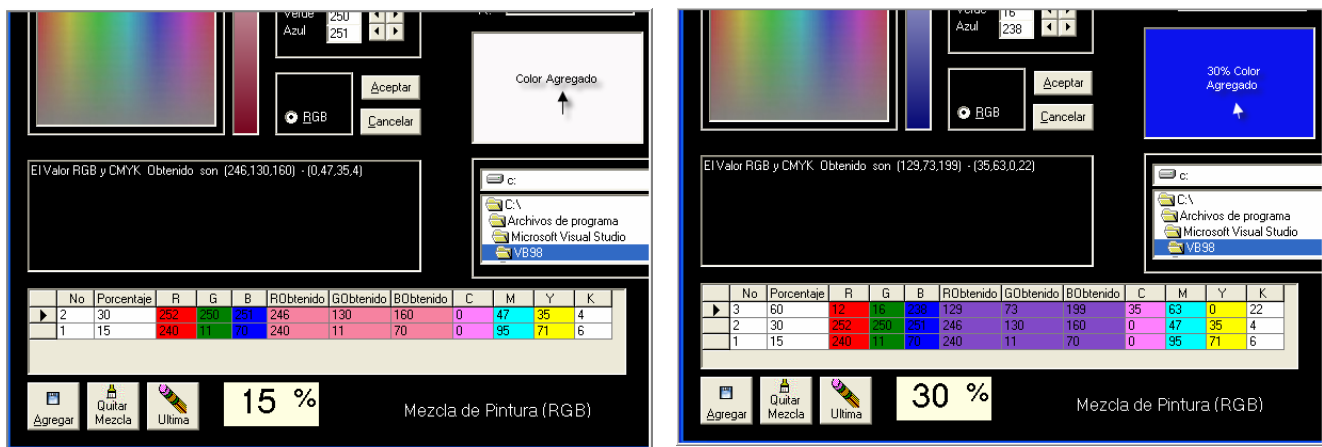 Verde 250
Azul 251
RGB
Aceptar
Cancelar
Color Agregado
El Valor RGB y CMYK Obtenido son (246,130,160) - (0,47,35,4)
c:
C:\
Archivos de programa
Microsoft Visual Studio
VB98
No Porcentaje R G B RObtenido GObtenido BObtenido C M Y K
2 30 252 250 251 246 130 160 0 47 35 4
1 15 240 11 70 240 11 70 0 95 71 6
Agregar
Quitar Mezcla
Ultima
15 %
Mezcla de Pintura (RGB)
Verde 16
Azul 238
RGB
Aceptar
Cancelar
30% Color
Agregado
El Valor RGB y CMYK Obtenido son (129,73,199) - (35,63,0,22)
c:
C:\
Archivos de programa
Microsoft Visual Studio
VB98
No Porcentaje R G B RObtenido GObtenido BObtenido C M Y K
3 60 12 16 238 129 73 199 35 63 0 22
2 30 252 250 251 246 130 160 0 47 35 4
1 15 240 11 70 240 11 70 0 95 71 6
Agregar
Quitar Mezcla
Ultima
30 %
Mezcla de Pintura (RGB)